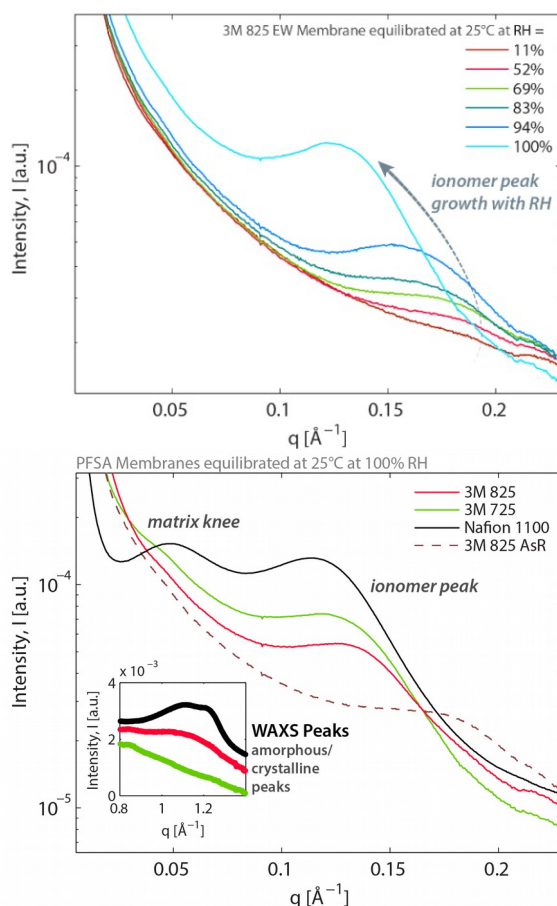 3M 825 EW Membrane equilibrated at 25°C at RH =
11%
52%
69%
83%
94%
100%
10⁻⁴
ionomer peak
growth with RH
Intensity, I [a.u.]
0.05 0.1 0.15 0.2
q [Å⁻¹]
PFSA Membranes equilibrated at 25°C at 100% RH
3M 825
3M 725
Nafion 1100
3M 825 AsR
matrix knee
10⁻⁴
ionomer peak
Intensity, I [a.u.]
x 10⁻³
4
2
0
Intensity, I [a.u.]
WAXS Peaks
amorphous/
crystalline
peaks
0.8 1 1.2
q [Å⁻¹]
10⁻⁵
0.05 0.1 0.15 0.2
q [Å⁻¹]